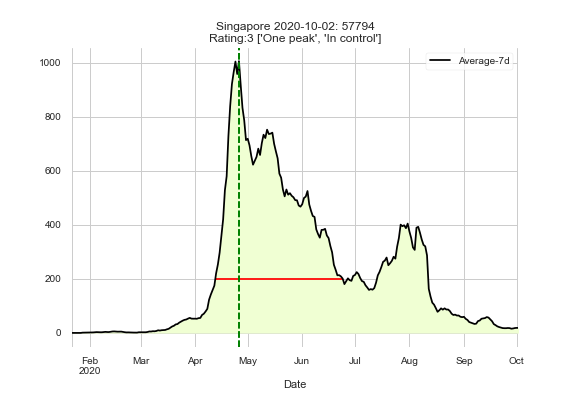 Singapore 2020-10-02: 57794
Rating:3 ['One peak', 'In control']
Average-7d
1000
800
600
400
200
0
Feb Mar Apr May Jun Jul Aug Sep Oct
2020
Date